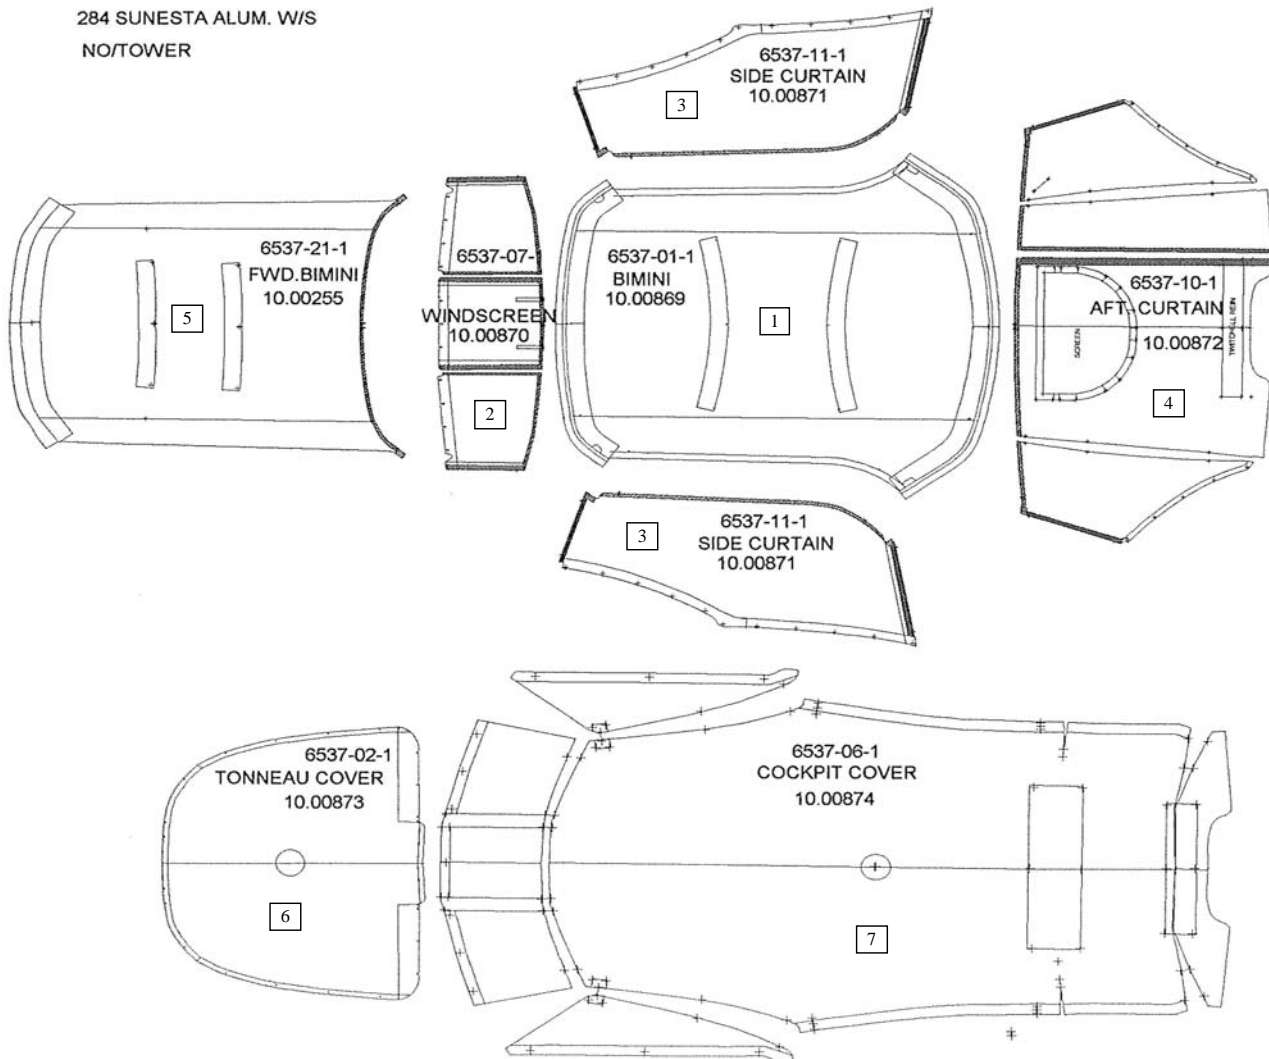 284 SUNESTA ALUM. W/S
NO/TOWER
6537-11-1
SIDE CURTAIN
10.00871
3
6537-21-1
FWD.BIMINI
10.00255
5
6537-07-
WINDSCREEN
10.00870
2
6537-01-1
BIMINI
10.00869
1
6537-10-1
AFT. CURTAIN
10.00872
SCREEN
TWITCHELL REIN
4
6537-11-1
SIDE CURTAIN
10.00871
3
6537-02-1
TONNEAU COVER
10.00873
6
6537-06-1
COCKPIT COVER
10.00874
7